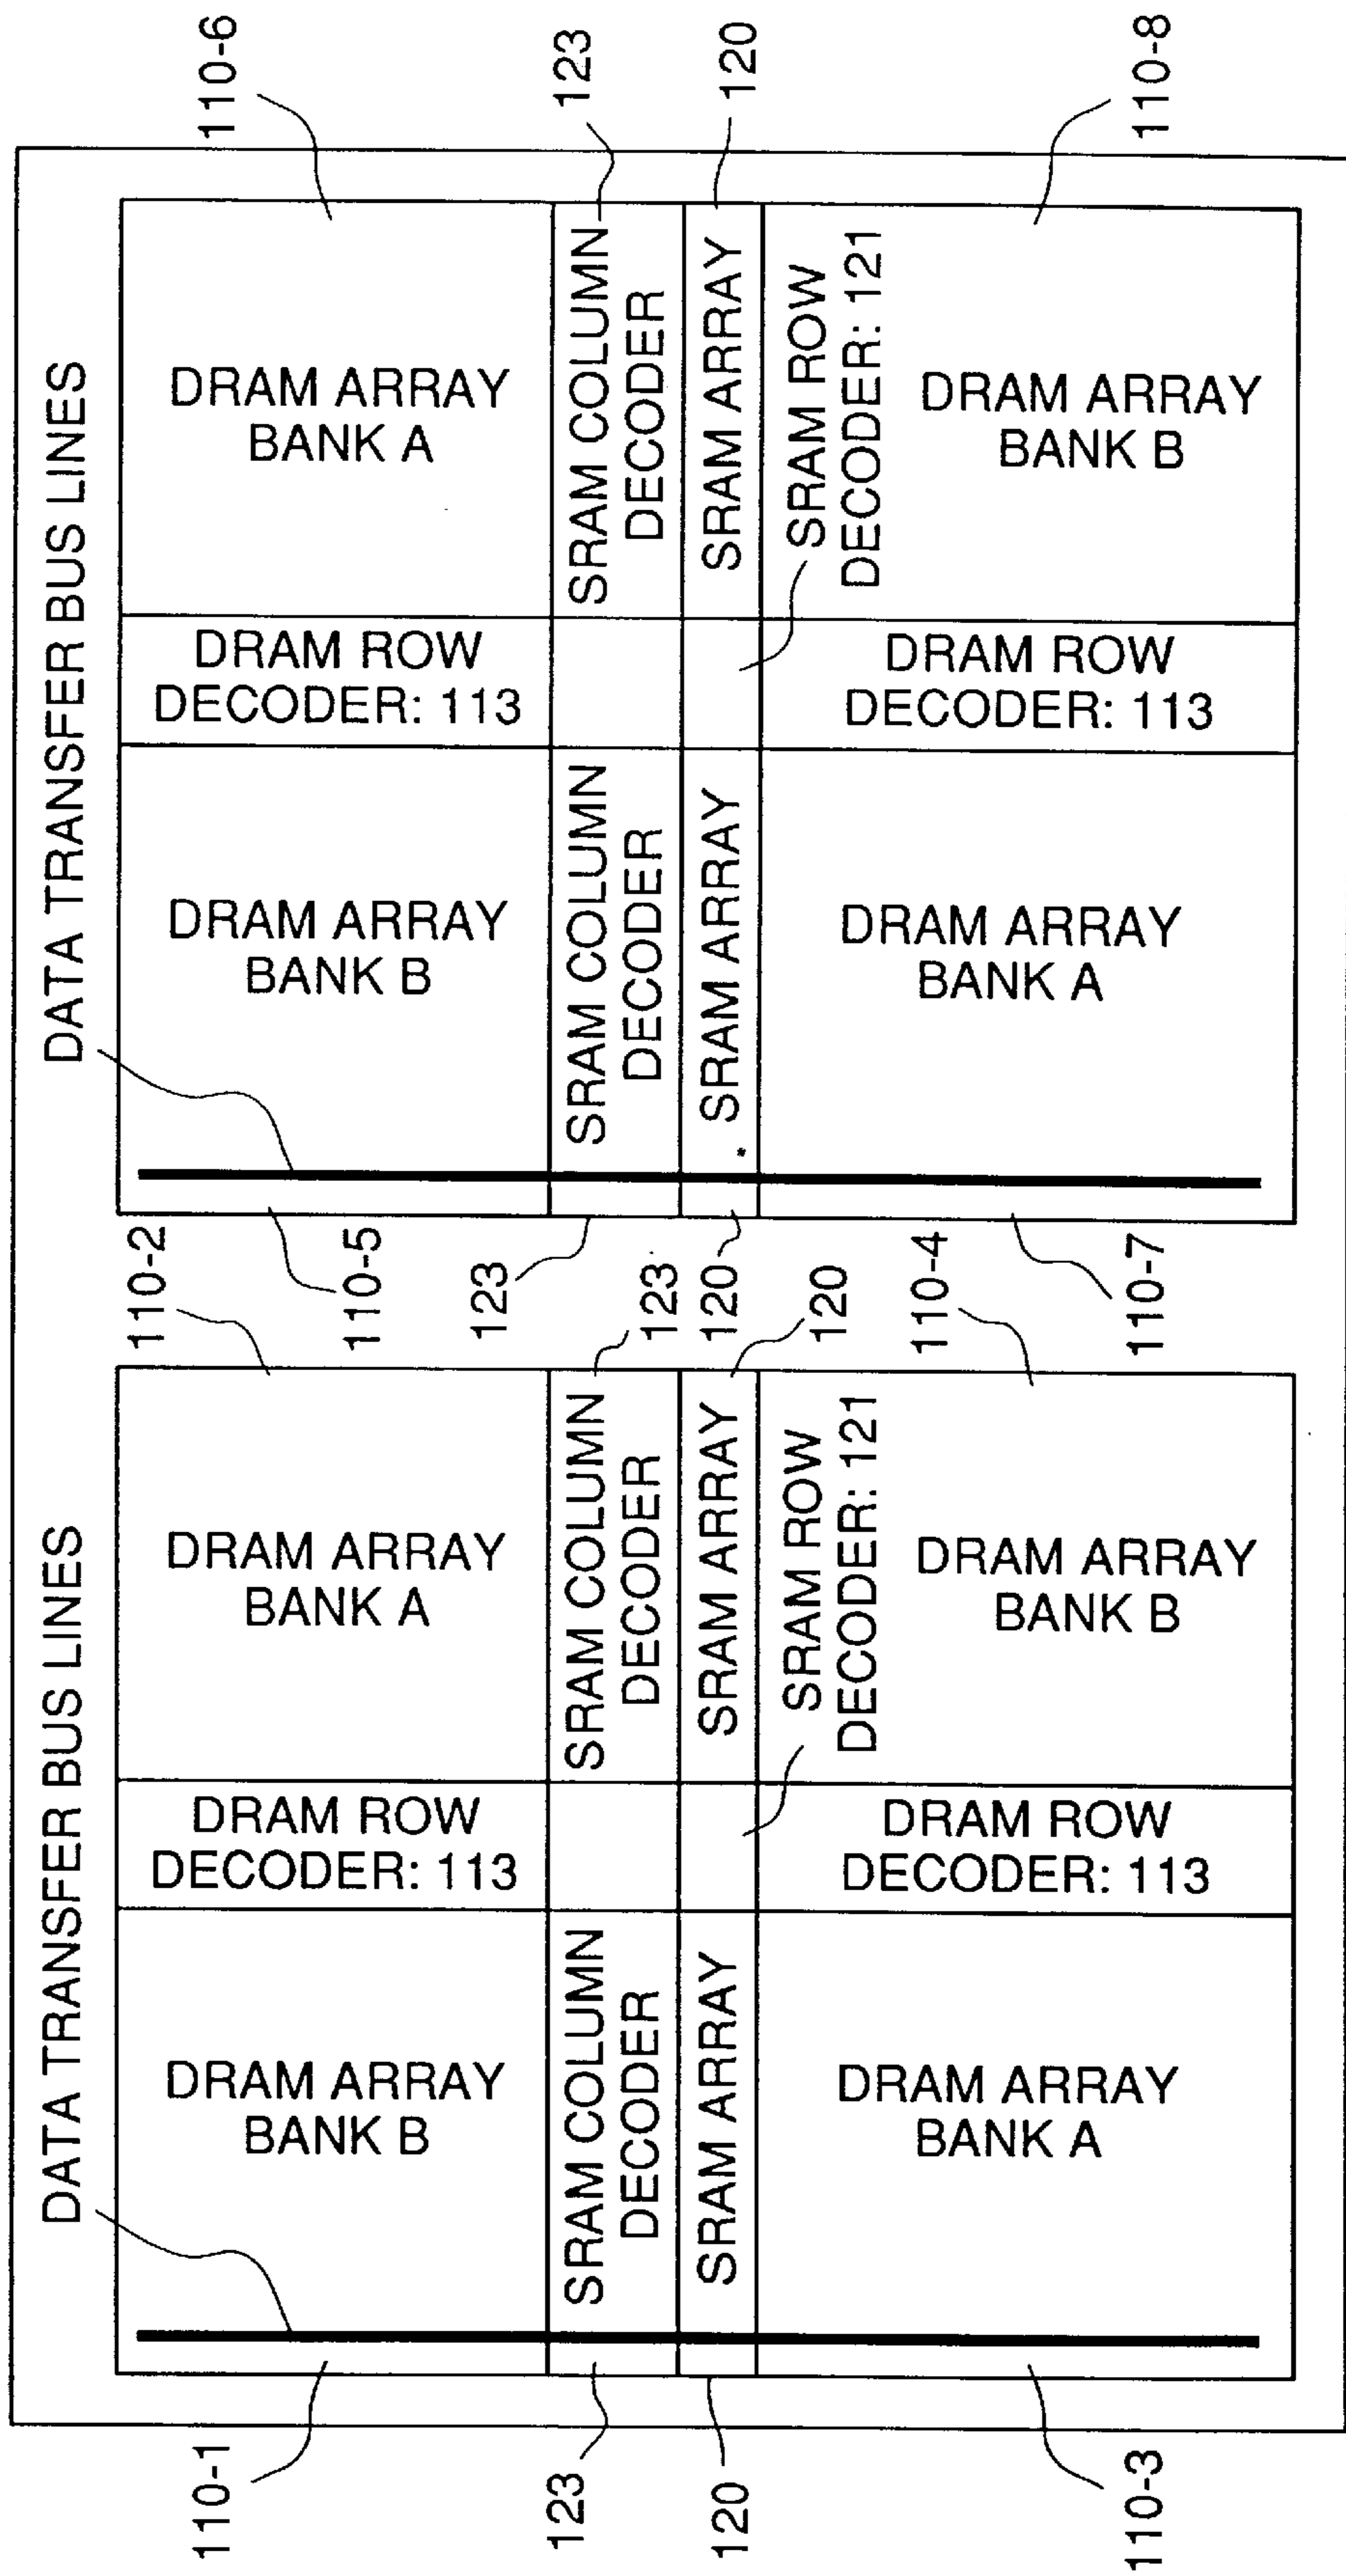 DATA TRANSFER BUS LINES
110-1
DRAM ARRAY
BANK B
DRAM ROW
DECODER: 113
DRAM ARRAY
BANK A
110-2
123
SRAM COLUMN
DECODER
SRAM COLUMN
DECODER
123
120
SRAM ARRAY
SRAM ARRAY
120
SRAM ROW
DECODER: 121
110-3
DRAM ARRAY
BANK A
DRAM ROW
DECODER: 113
DRAM ARRAY
BANK B
110-4
DATA TRANSFER BUS LINES
110-5
DRAM ARRAY
BANK B
DRAM ROW
DECODER: 113
DRAM ARRAY
BANK A
110-6
123
SRAM COLUMN
DECODER
SRAM COLUMN
DECODER
123
120
SRAM ARRAY
SRAM ARRAY
120
SRAM ROW
DECODER: 121
110-7
DRAM ARRAY
BANK A
DRAM ROW
DECODER: 113
DRAM ARRAY
BANK B
110-8